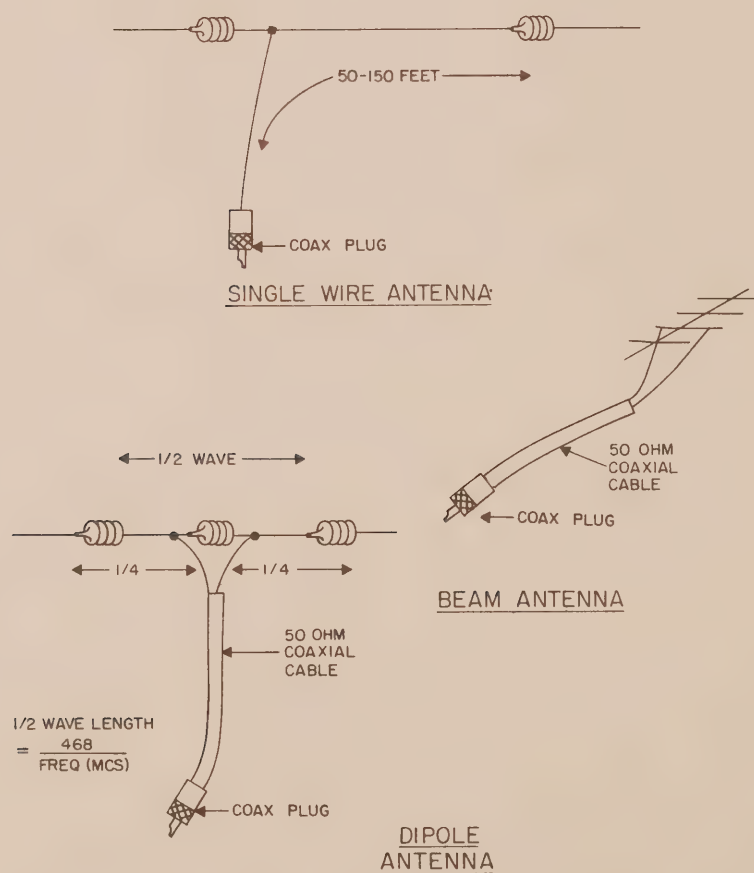 50-150 FEET
COAX PLUG
SINGLE WIRE ANTENNA
50 OHM
COAXIAL
CABLE
COAX PLUG
BEAM ANTENNA
1/2 WAVE
1/4
1/4
50 OHM
COAXIAL
CABLE
1/2 WAVE LENGTH
= 468
FREQ (MCS)
COAX PLUG
DIPOLE
ANTENNA